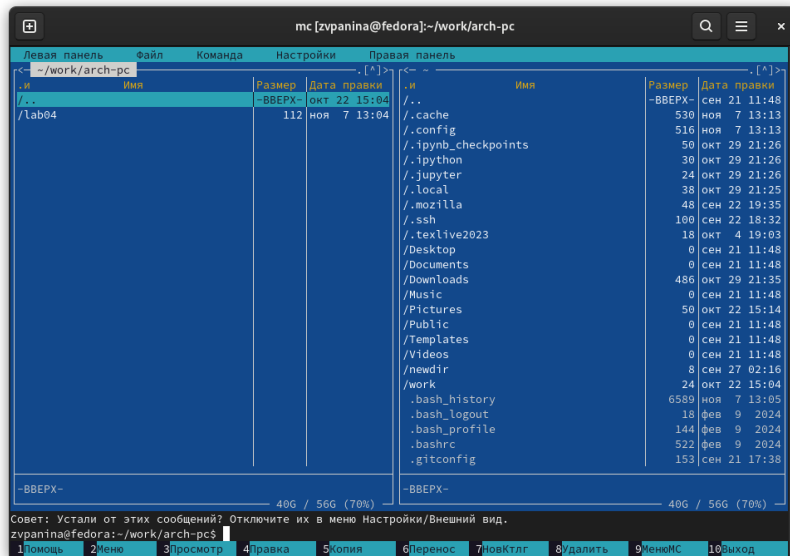 mc [zvpanina@fedora]:~/work/arch-pc
Левая панель Файл Команда Настройки Правая панель
<— ~/work/arch-pc .[^]>
.и Имя Размер Дата правки
/.. -ВВЕРХ- окт 22 15:04
/lab04 112 ноя 7 13:04
-ВВЕРХ-
40G / 56G (70%)
<— ~ .[^]>
.и Имя Размер Дата правки
/.. -ВВЕРХ- сен 21 11:48
/.cache 530 ноя 7 13:13
/.config 516 ноя 7 13:13
/.ipynb_checkpoints 50 окт 29 21:26
/.ipython 30 окт 29 21:26
/.jupyter 24 окт 29 21:26
/.local 38 окт 29 21:25
/.mozilla 48 сен 22 19:35
/.ssh 100 сен 22 18:32
/.texlive2023 18 окт 4 19:03
/Desktop 0 сен 21 11:48
/Documents 0 сен 21 11:48
/Downloads 486 окт 29 21:35
/Music 0 сен 21 11:48
/Pictures 50 окт 22 15:14
/Public 0 сен 21 11:48
/Templates 0 сен 21 11:48
/Videos 0 сен 21 11:48
/newdir 8 сен 27 02:16
/work 24 окт 22 15:04
.bash_history 6589 ноя 7 13:05
.bash_logout 18 фев 9 2024
.bash_profile 144 фев 9 2024
.bashrc 522 фев 9 2024
.gitconfig 153 сен 21 17:38
-ВВЕРХ-
40G / 56G (70%)
Совет: Устали от этих сообщений? Отключите их в меню Настройки/Внешний вид.
zvpanina@fedora:~/work/arch-pc$
1Помощь 2Меню 3Просмотр 4Правка 5Копия 6Перенос 7НовКтлг 8Удалить 9МенюМС 10Выход